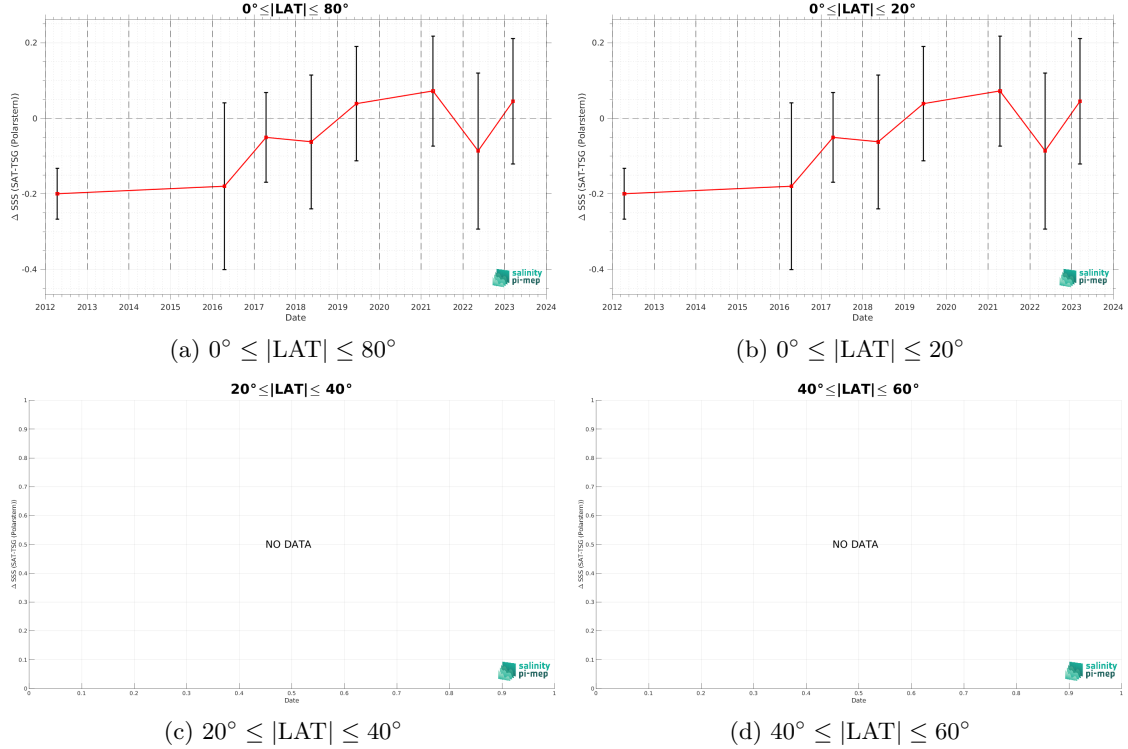 0°≤|LAT|≤ 80°
Δ SSS (SAT-TSG (Polarstern))
0.2
0
-0.2
-0.4
2012 2013 2014 2015 2016 2017 2018 2019 2020 2021 2022 2023 2024
Date
salinity
pi-mep
(a) 0° ≤ |LAT| ≤ 80°
0°≤|LAT|≤ 20°
Δ SSS (SAT-TSG (Polarstern))
0.2
0
-0.2
-0.4
2012 2013 2014 2015 2016 2017 2018 2019 2020 2021 2022 2023 2024
Date
salinity
pi-mep
(b) 0° ≤ |LAT| ≤ 20°
20°≤|LAT|≤ 40°
Δ SSS (SAT-TSG (Polarstern))
1
0.9
0.8
0.7
0.6
0.5
0.4
0.3
0.2
0.1
0
NO DATA
0 0.1 0.2 0.3 0.4 0.5 0.6 0.7 0.8 0.9 1
Date
salinity
pi-mep
(c) 20° ≤ |LAT| ≤ 40°
40°≤|LAT|≤ 60°
Δ SSS (SAT-TSG (Polarstern))
1
0.9
0.8
0.7
0.6
0.5
0.4
0.3
0.2
0.1
0
NO DATA
0 0.1 0.2 0.3 0.4 0.5 0.6 0.7 0.8 0.9 1
Date
salinity
pi-mep
(d) 40° ≤ |LAT| ≤ 60°